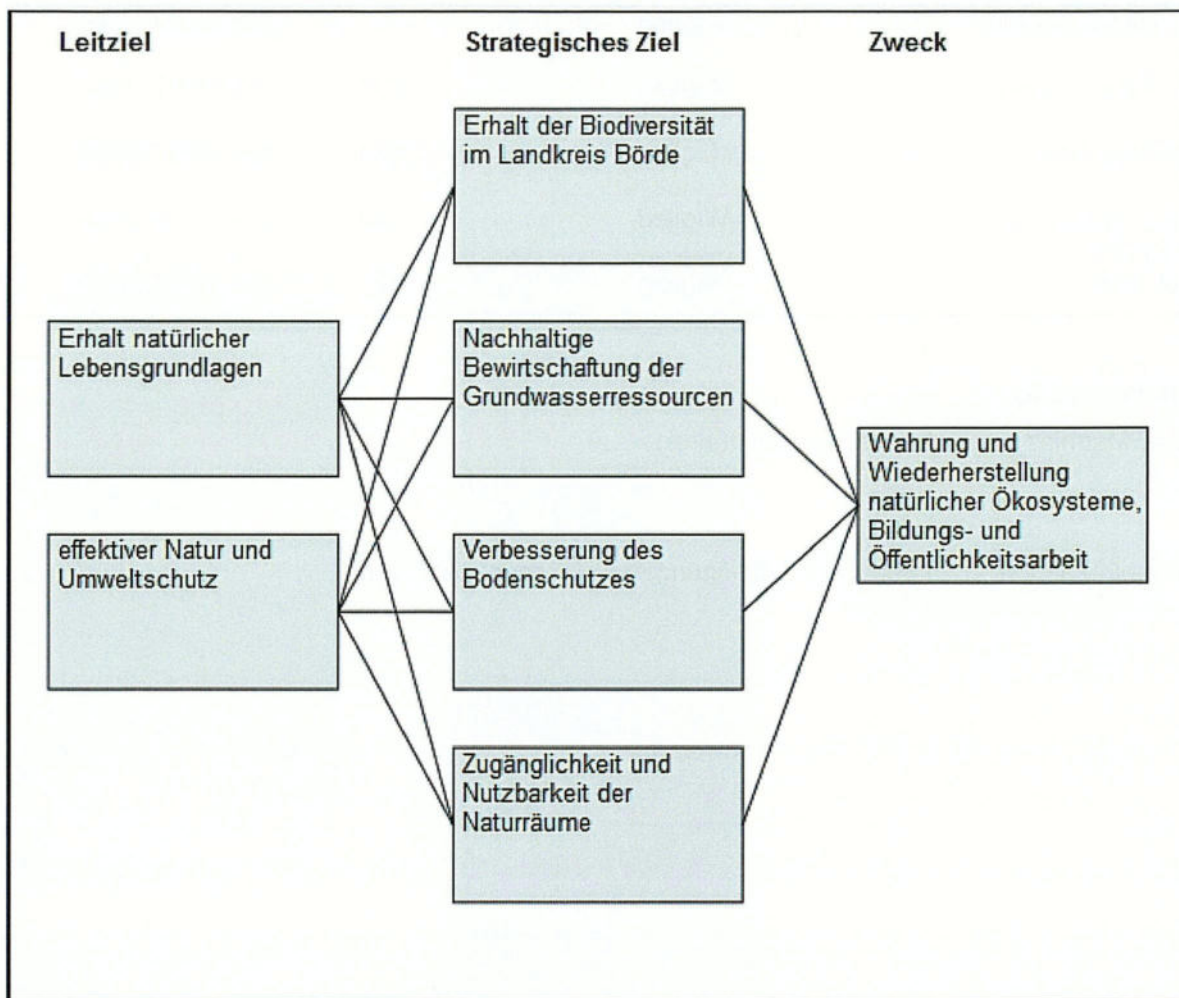 Leitziel
Strategisches Ziel
Zweck
Erhalt der Biodiversität
im Landkreis Börde
Erhalt natürlicher
Lebensgrundlagen
Nachhaltige
Bewirtschaftung der
Grundwasserressourcen
effektiver Natur und
Umweltschutz
Verbesserung des
Bodenschutzes
Zugänglichkeit und
Nutzbarkeit der
Naturräume
Wahrung und
Wiederherstellung
natürlicher Ökosysteme,
Bildungs- und
Öffentlichkeitsarbeit